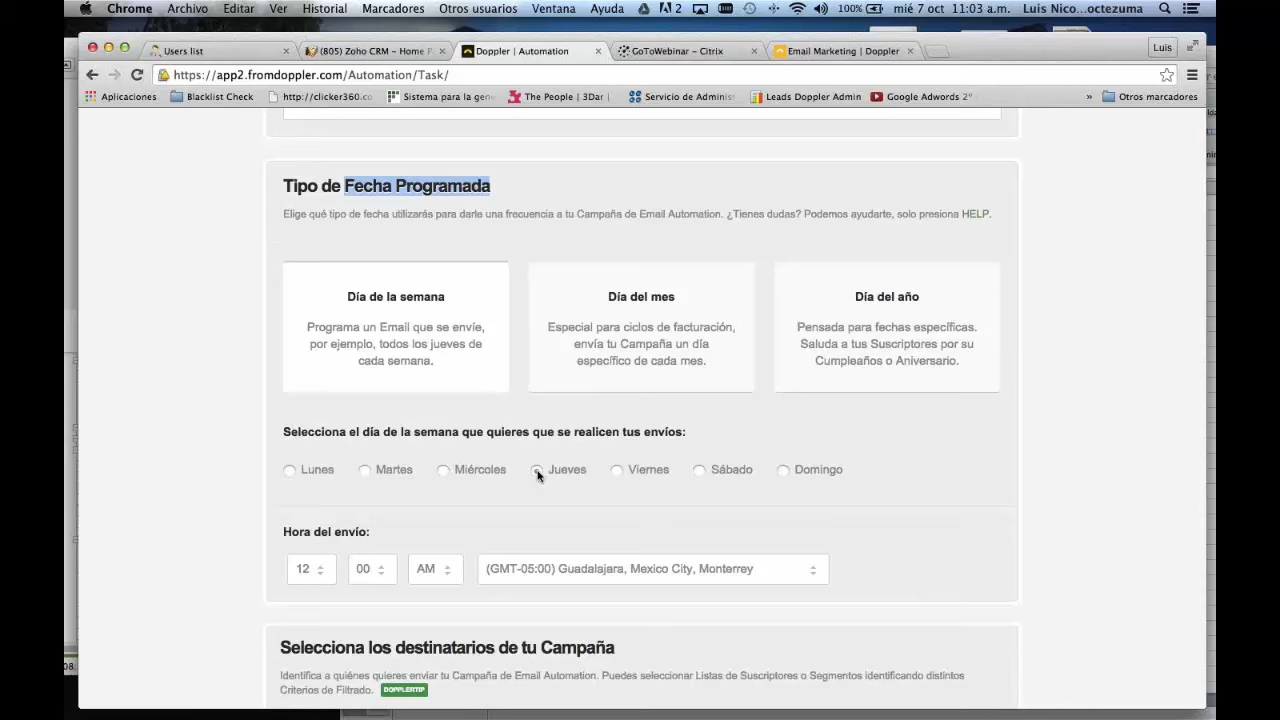 Chrome Archivo Editar Ver Historial Marcadores Otros usuarios Ventana Ayuda 2 100% mié 7 oct 11:03 a.m. Luis Nico...octezuma
Users list (805) Zoho CRM - Home P Doppler | Automation GoToWebinar - Citrix Email Marketing | Doppler Luis
https://app2.fromdoppler.com/Automation/Task/
Aplicaciones Blacklist Check http://clicker360.co Sistema para la gene The People | 3Dar | Servicio de Adminis Leads Doppler Admin Google Adwords 2° » Otros marcadores
Tipo de Fecha Programada
Elige qué tipo de fecha utilizarás para darle una frecuencia a tu Campaña de Email Automation. ¿Tienes dudas? Podemos ayudarte, solo presiona HELP.
Día de la semana
Programa un Email que se envíe,
por ejemplo, todos los jueves de
cada semana.
Día del mes
Especial para ciclos de facturación,
envía tu Campaña un día
específico de cada mes.
Día del año
Pensada para fechas específicas.
Saluda a tus Suscriptores por su
Cumpleaños o Aniversario.
Selecciona el día de la semana que quieres que se realicen tus envíos:
Lunes Martes Miércoles Jueves Viernes Sábado Domingo
Hora del envío:
12 00 AM (GMT-05:00) Guadalajara, Mexico City, Monterrey
Selecciona los destinatarios de tu Campaña
Identifica a quiénes quieres enviar tu Campaña de Email Automation. Puedes seleccionar Listas de Suscriptores o Segmentos identificando distintos
Criterios de Filtrado. DOPPLERTIP
08.